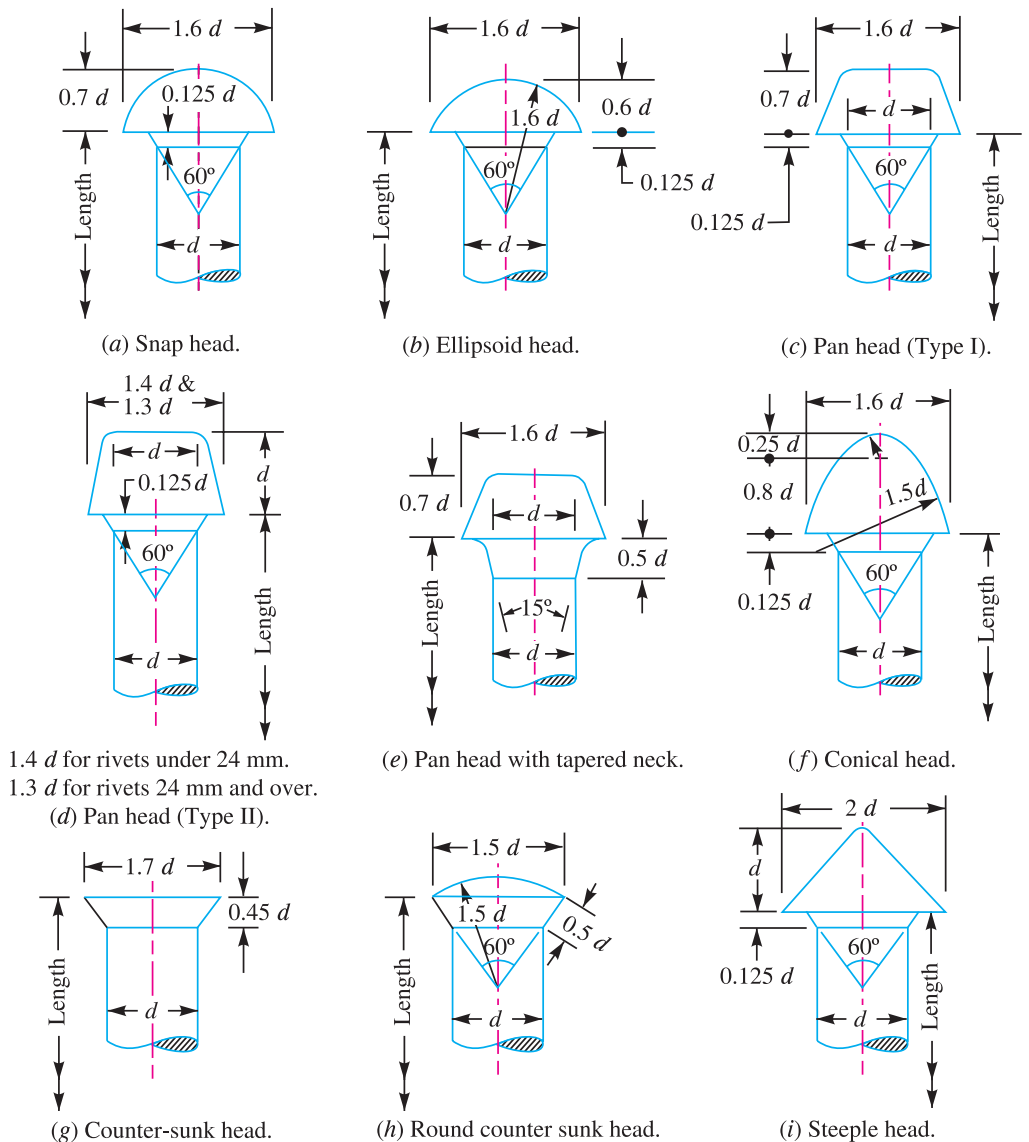 1.6 d
0.7 d
0.125 d
60º
Length
d
(a) Snap head.
1.6 d
0.6 d
1.6 d
60º
0.125 d
Length
d
(b) Ellipsoid head.
1.6 d
0.7 d
d
60º
0.125 d
Length
d
(c) Pan head (Type I).
1.4 d &
1.3 d
d
d
0.125 d
60º
Length
d
1.4 d for rivets under 24 mm.
1.3 d for rivets 24 mm and over.
(d) Pan head (Type II).
1.6 d
0.7 d
d
0.5 d
15º
Length
d
(e) Pan head with tapered neck.
1.6 d
0.25 d
0.8 d
1.5d
60º
0.125 d
Length
d
(f) Conical head.
1.7 d
0.45 d
Length
d
(g) Counter-sunk head.
1.5 d
1.5 d
0.5 d
60º
Length
d
(h) Round counter sunk head.
2 d
d
60º
0.125 d
Length
d
(i) Steeple head.